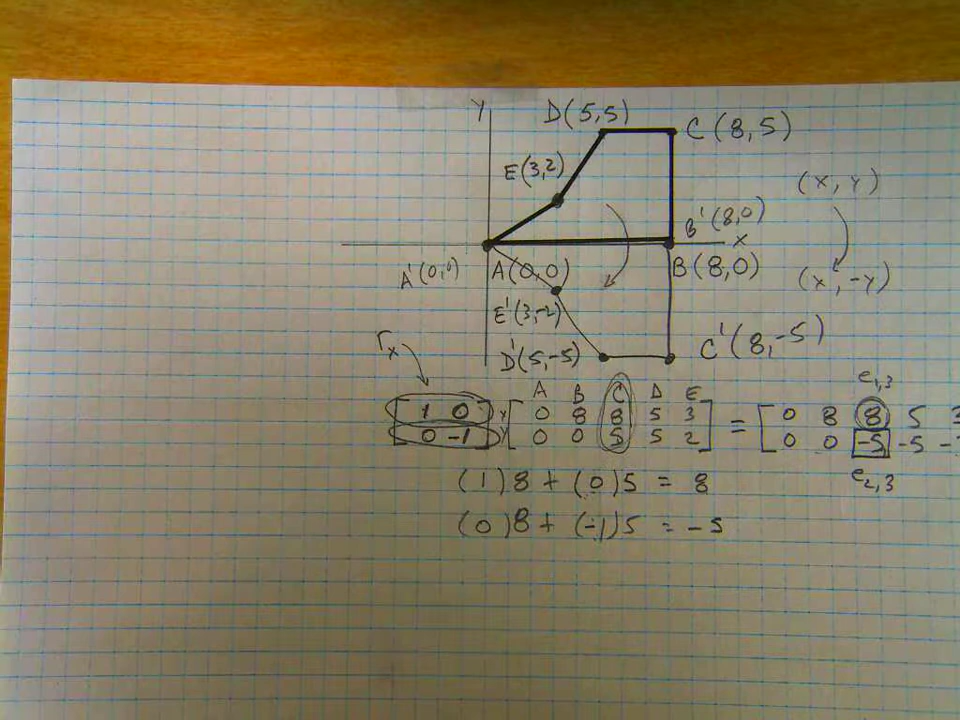 Y D(5,5)
C (8,5)
E(3,2)
(x, y)
B'(8,0)
x
A'(0,0) A(0,0) B(8,0)
(x, -y)
E'(3,-2)
D'(5,-5) C'(8,-5)
r x
A B C D E e1,3
1 0 x 0 8 8 5 3 = 0 8 8 5 3
0 -1 y 0 0 5 5 2 0 0 -5 -5 -
e2,3
(1)8 + (0)5 = 8
(0)8 + (-1)5 = -5